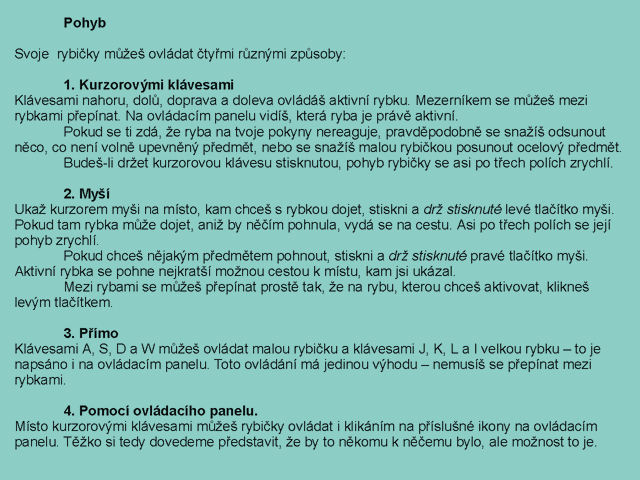 Pohyb
Svoje  rybičky můžeš ovládat čtyřmi různými způsoby:
1. Kurzorovými klávesami
Klávesami nahoru, dolů, doprava a doleva ovládáš aktivní rybku. Mezerníkem se můžeš mezi
rybkami přepínat. Na ovládacím panelu vidíš, která ryba je právě aktivní.
Pokud se ti zdá, že ryba na tvoje pokyny nereaguje, pravděpodobně se snažíš odsunout
něco, co není volně upevněný předmět, nebo se snažíš malou rybičkou posunout ocelový předmět.
Budeš-li držet kurzorovou klávesu stisknutou, pohyb rybičky se asi po třech polích zrychlí.
2. Myší
Ukaž kurzorem myši na místo, kam chceš s rybkou dojet, stiskni a drž stisknuté levé tlačítko myši.
Pokud tam rybka může dojet, aniž by něčím pohnula, vydá se na cestu. Asi po třech polích se její
pohyb zrychlí.
Pokud chceš nějakým předmětem pohnout, stiskni a drž stisknuté pravé tlačítko myši.
Aktivní rybka se pohne nejkratší možnou cestou k místu, kam jsi ukázal.
Mezi rybami se můžeš přepínat prostě tak, že na rybu, kterou chceš aktivovat, klikneš
levým tlačítkem.
3. Přímo
Klávesami A, S, D a W můžeš ovládat malou rybičku a klávesami J, K, L a I velkou rybku – to je
napsáno i na ovládacím panelu. Toto ovládání má jedinou výhodu – nemusíš se přepínat mezi
rybkami.
4. Pomocí ovládacího panelu.
Místo kurzorovými klávesami můžeš rybičky ovládat i klikáním na příslušné ikony na ovládacím
panelu. Těžko si tedy dovedeme představit, že by to někomu k něčemu bylo, ale možnost to je.